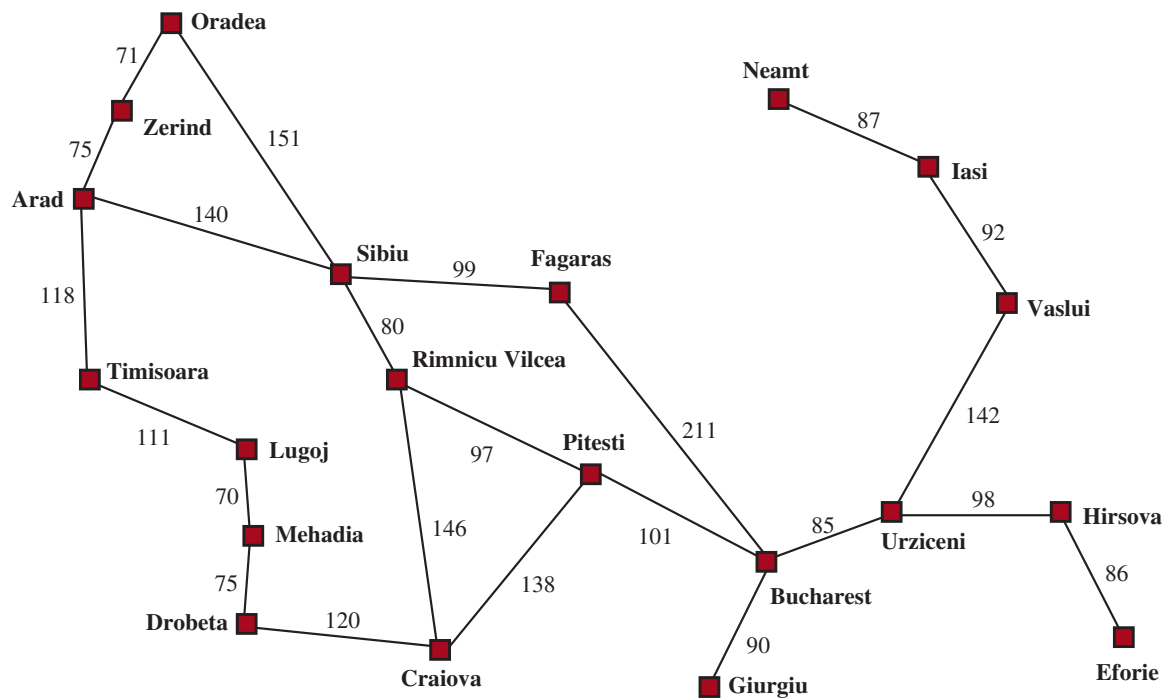 Oradea
71
Neamt
Zerind
87
151
75
Iasi
Arad
140
92
Sibiu
Fagaras
99
118
Vaslui
80
Timisoara
Rimnicu Vilcea
142
111
Pitesti
211
Lugoj
97
70
98
Hirsova
Mehadia
146
101
85
Urziceni
86
75
138
Bucharest
Drobeta
120
90
Craiova
Giurgiu
Eforie